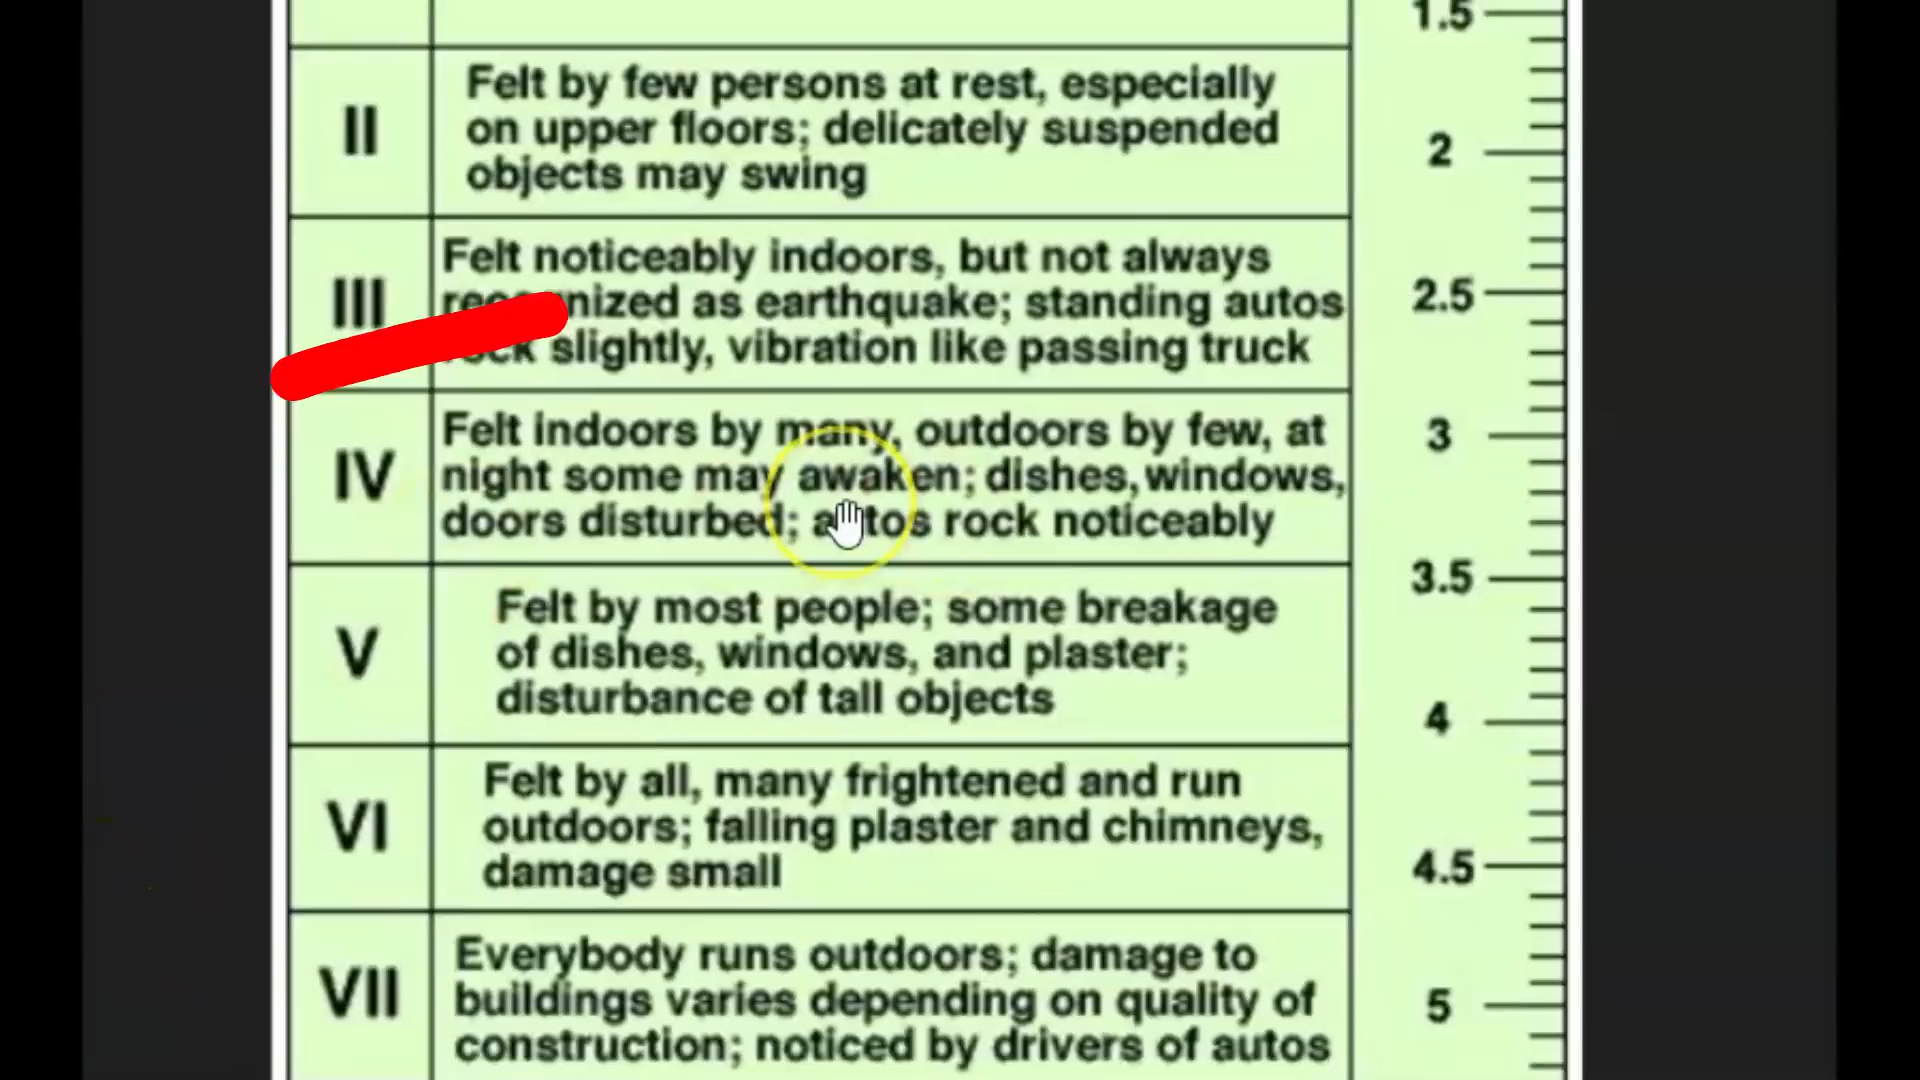 1.5
II
Felt by few persons at rest, especially
on upper floors; delicately suspended
objects may swing
2
III
Felt noticeably indoors, but not always
recognized as earthquake; standing autos
rock slightly, vibration like passing truck
2.5
IV
Felt indoors by many, outdoors by few, at
night some may awaken; dishes, windows,
doors disturbed; autos rock noticeably
3
3.5
V
Felt by most people; some breakage
of dishes, windows, and plaster;
disturbance of tall objects
4
VI
Felt by all, many frightened and run
outdoors; falling plaster and chimneys,
damage small
4.5
VII
Everybody runs outdoors; damage to
buildings varies depending on quality of
construction; noticed by drivers of autos
5